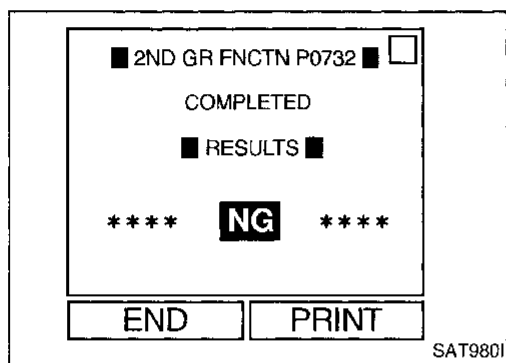 ■ 2ND GR FNCTN P0732 ■
COMPLETED
■ RESULTS ■
**** NG ****
END PRINT
SAT980I